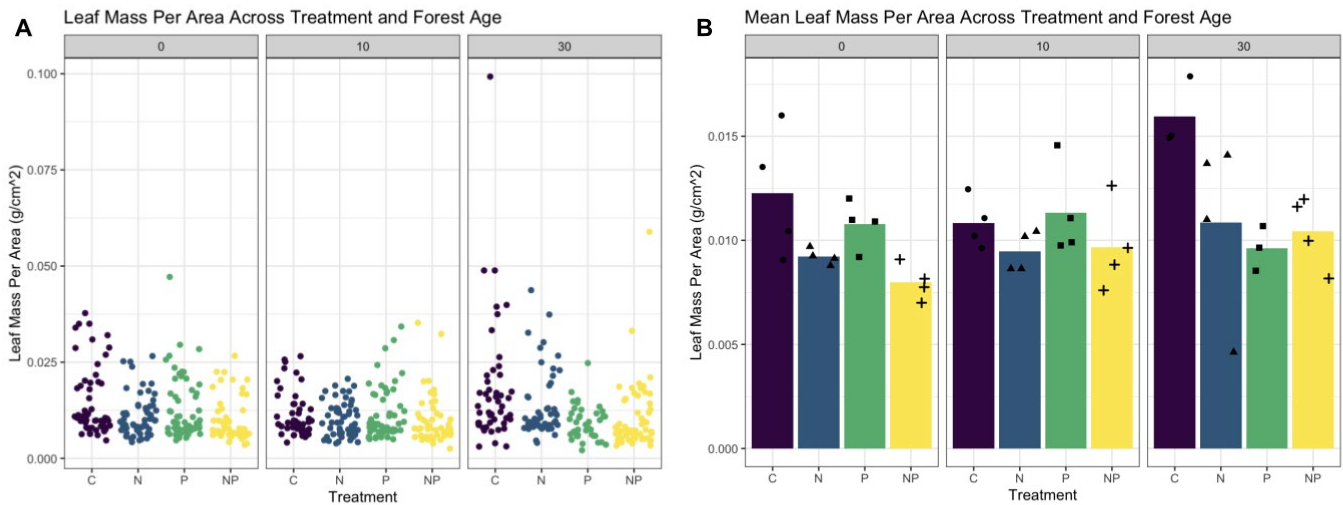 A
Leaf Mass Per Area Across Treatment and Forest Age
0 10 30
0.100
0.075
0.050
0.025
0.000
Leaf Mass Per Area (g/cm^2)
C N P NP C N P NP C N P NP
Treatment
B
Mean Leaf Mass Per Area Across Treatment and Forest Age
0 10 30
0.015
0.010
0.005
0.000
Leaf Mass Per Area (g/cm^2)
C N P NP C N P NP C N P NP
Treatment